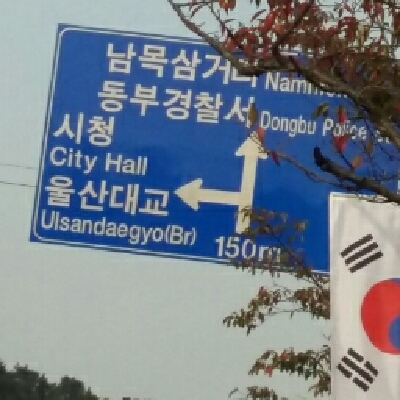 남목삼거리
동부경찰서 Dongbu Police
시청
City Hall
울산대교
Ulsandaegyo(Br)
150m